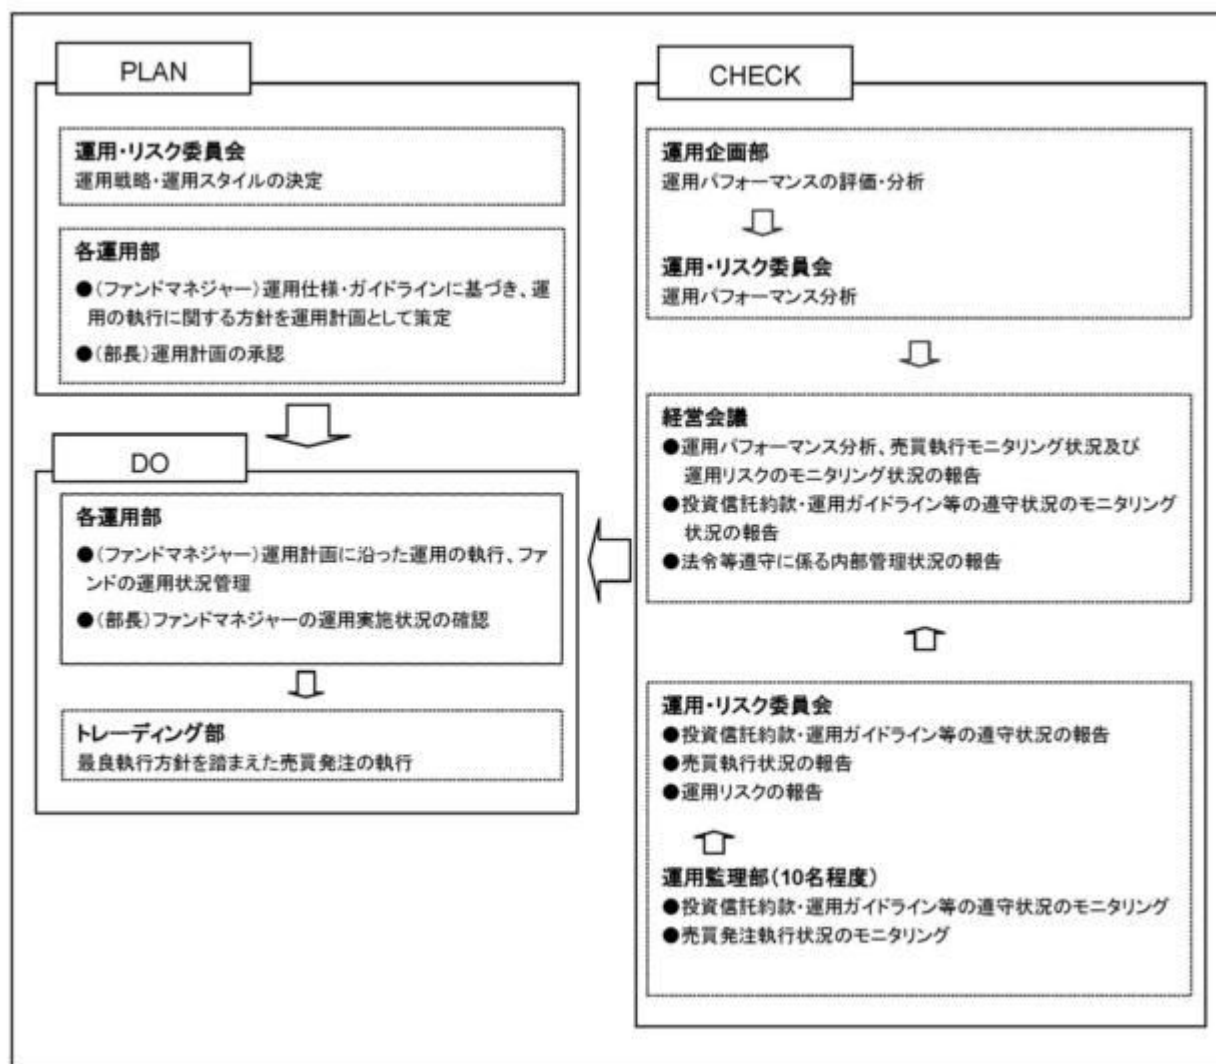 PLAN
運用・リスク委員会
運用戦略・運用スタイルの決定
各運用部
●(ファンドマネジャー)運用仕様・ガイドラインに基づき、運
用の執行に関する方針を運用計画として策定
●(部長)運用計画の承認
DO
各運用部
●(ファンドマネジャー)運用計画に沿った運用の執行、ファ
ンドの運用状況管理
●(部長)ファンドマネジャーの運用実施状況の確認
トレーディング部
最良執行方針を踏まえた売買発注の執行
CHECK
運用企画部
運用パフォーマンスの評価・分析
運用・リスク委員会
運用パフォーマンス分析
経営会議
●運用パフォーマンス分析、売買執行モニタリング状況及び
運用リスクのモニタリング状況の報告
●投資信託約款・運用ガイドライン等の遵守状況のモニタリング
状況の報告
●法令等遵守に係る内部管理状況の報告
運用・リスク委員会
●投資信託約款・運用ガイドライン等の遵守状況の報告
●売買執行状況の報告
●運用リスクの報告
運用監理部(10名程度)
●投資信託約款・運用ガイドライン等の遵守状況のモニタリング
●売買発注執行状況のモニタリング